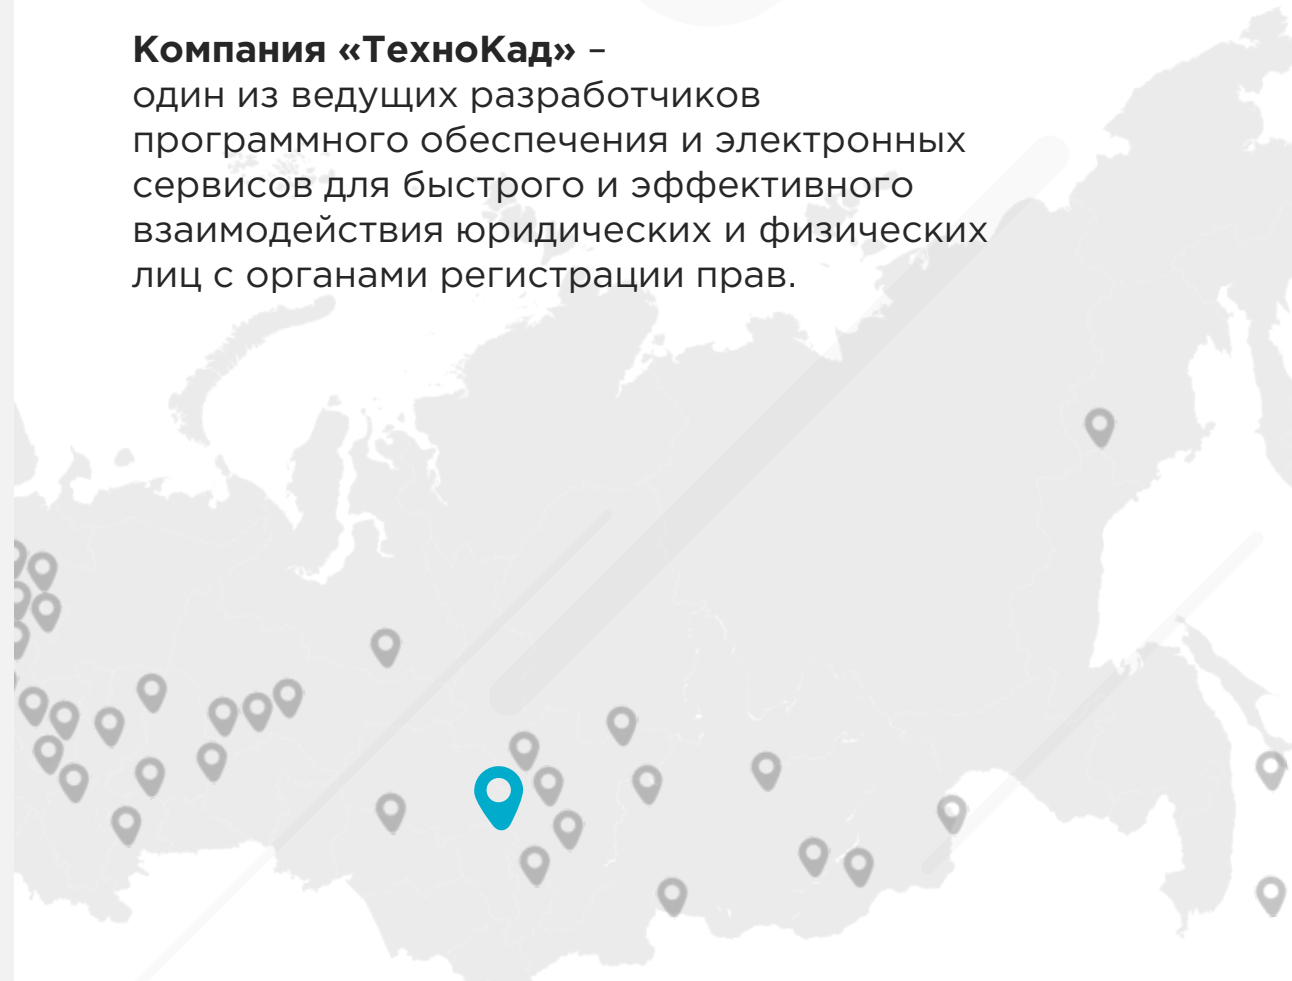 Компания «ТехноКад» –
один из ведущих разработчиков
программного обеспечения и электронных
сервисов для быстрого и эффективного
взаимодействия юридических и физических
лиц с органами регистрации прав.